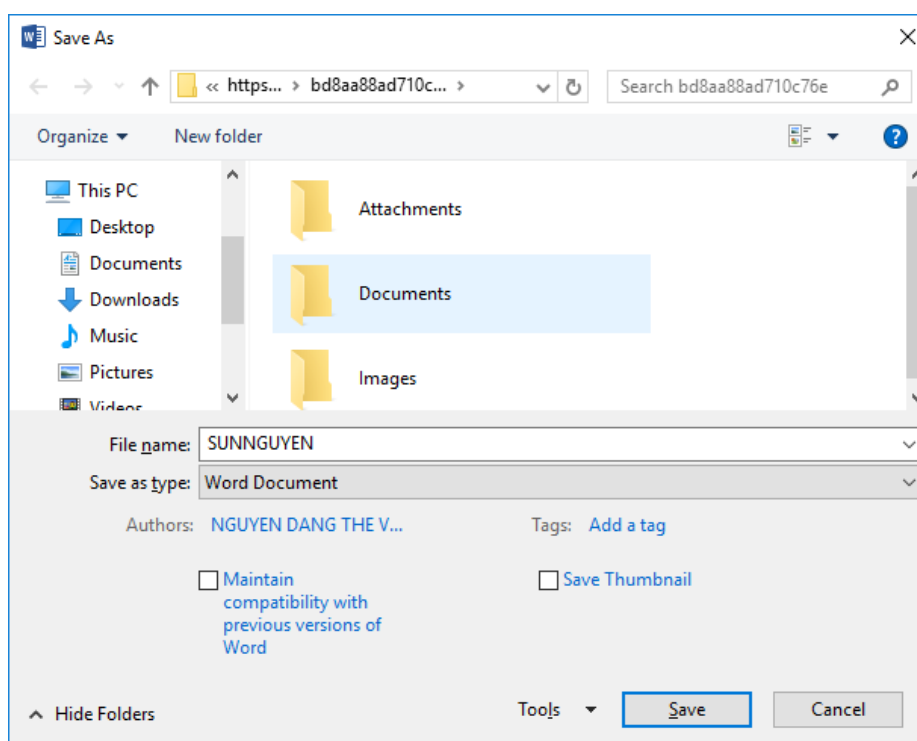 Save As
« https... › bd8aa88ad710c... ›
Search bd8aa88ad710c76e
Organize
New folder
?
This PC
Desktop
Documents
Downloads
Music
Pictures
Videos
Attachments
Documents
Images
File name: SUNNGUYEN
Save as type: Word Document
Authors: NGUYEN DANG THE V...
Tags: Add a tag
Maintain
compatibility with
previous versions of
Word
Save Thumbnail
Hide Folders
Tools
Save
Cancel